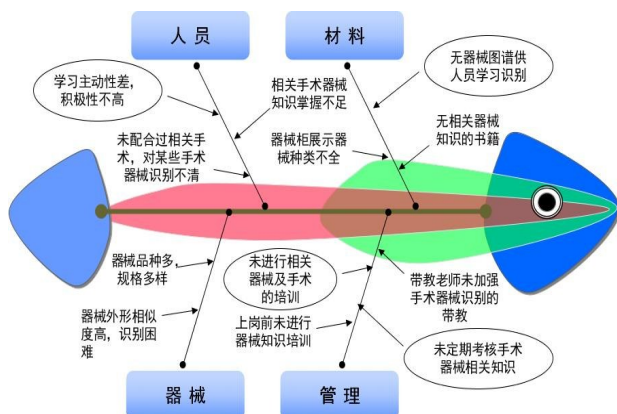 人 员
材 料
学习主动性差，
积极性不高
相关手术器械
知识掌握不足
未配合过相关手
术，对某些手术
器械识别不清
无器械图谱供
人员学习识别
无相关器械
知识的书籍
器械柜展示器
械种类不全
器械品种多，
规格多样
器械外形相似
度高，识别困
难
未进行相关
器械及手术
的培训
上岗前未进行
器械知识培训
带教老师未加强
手术器械识别的
带教
未定期考核手术
器械相关知识
器 械
管 理